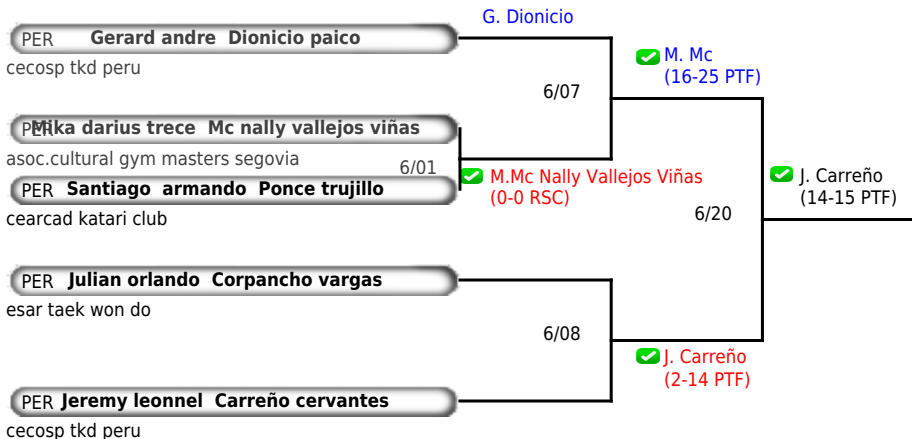 G. Dionicio
PER Gerard andre Dionicio paico
cecosp tkd peru
M. Mc
(16-25 PTF)
6/07
PER Mika darius trece Mc nally vallejos viñas
asoc.cultural gym masters segovia
6/01
M.Mc Nally Vallejos Viñas
(0-0 RSC)
J. Carreño
(14-15 PTF)
PER Santiago armando Ponce trujillo
cearcad katari club
6/20
PER Julian orlando Corpancho vargas
esar taek won do
6/08
J. Carreño
(2-14 PTF)
PER Jeremy leonnel Carreño cervantes
cecosp tkd peru